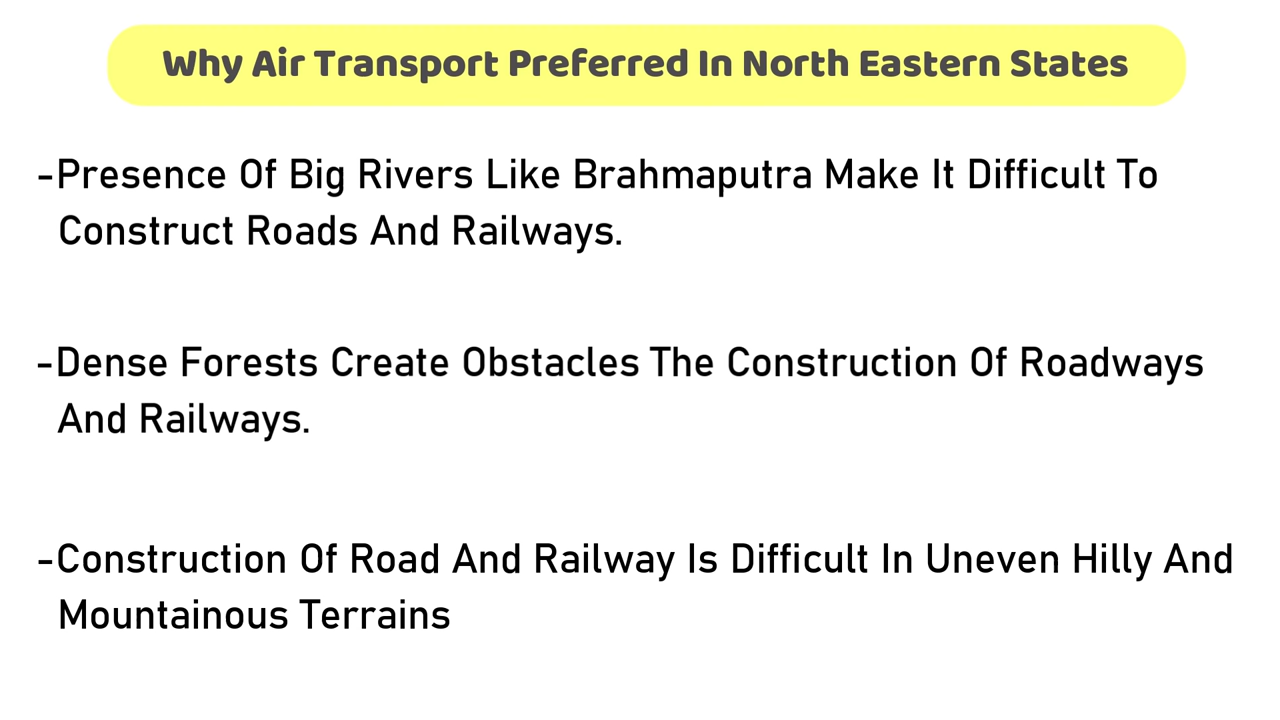 Why Air Transport Preferred In North Eastern States
-Presence Of Big Rivers Like Brahmaputra Make It Difficult To
Construct Roads And Railways.
-Dense Forests Create Obstacles The Construction Of Roadways
And Railways.
-Construction Of Road And Railway Is Difficult In Uneven Hilly And
Mountainous Terrains